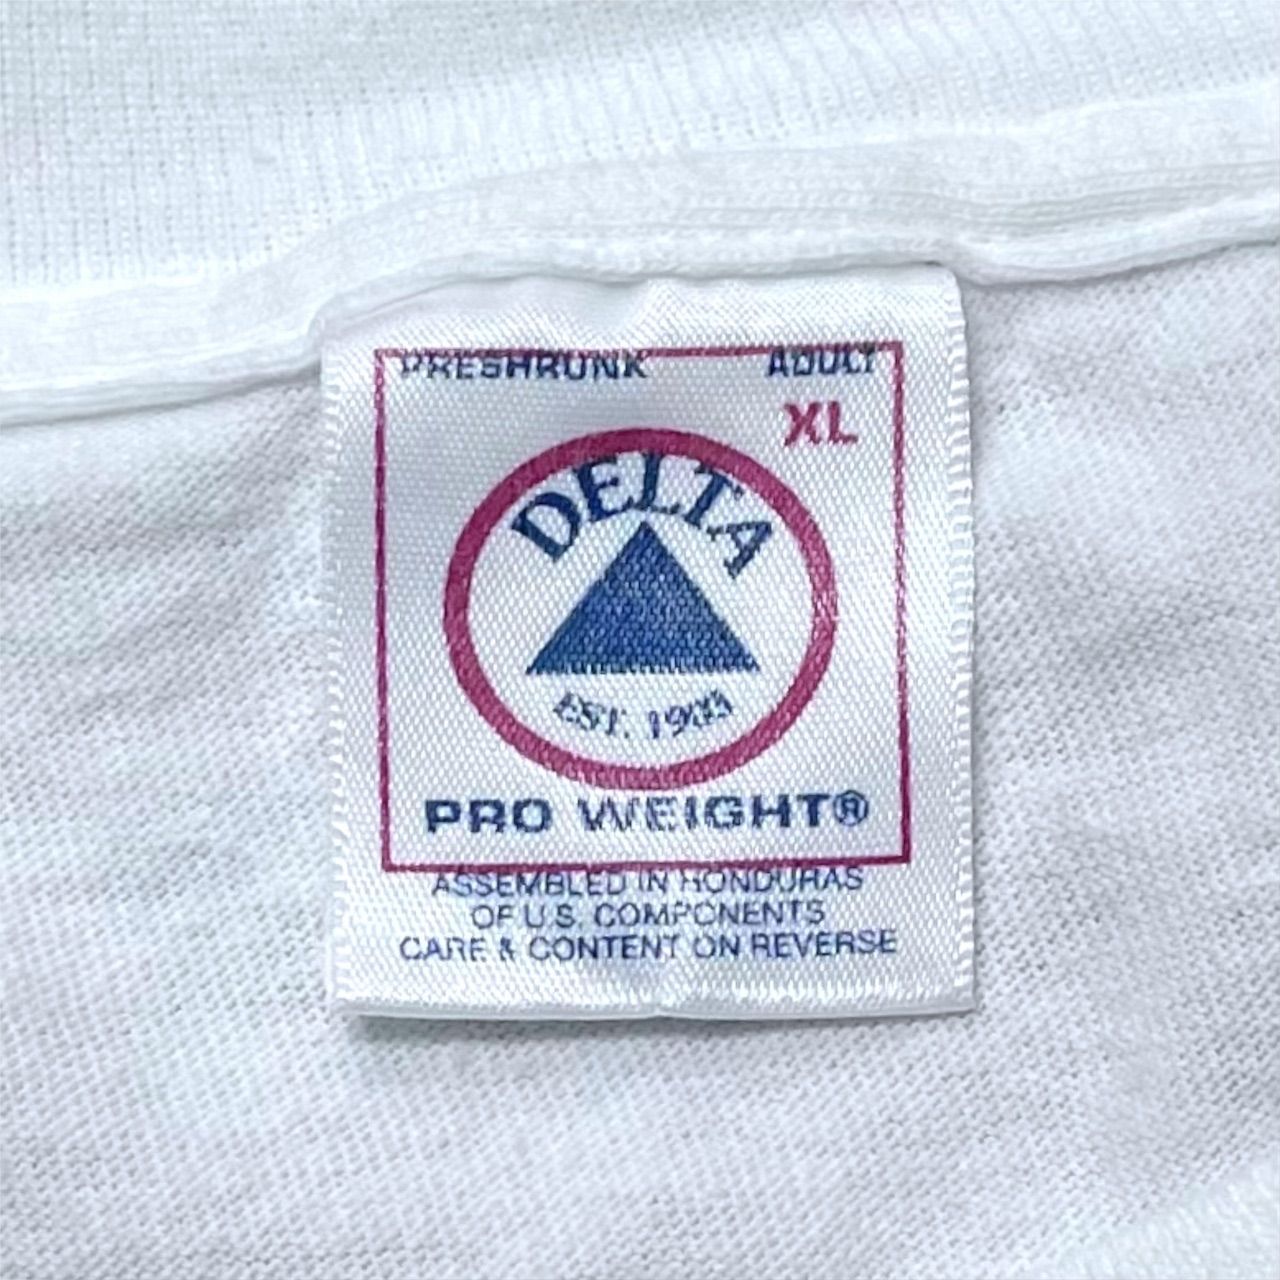 PRESHRUNK ADULT
XL
DELTA
EST. 1903
PRO WEIGHT®
ASSEMBLED IN HONDURAS
OF U.S. COMPONENTS
CARE & CONTENT ON REVERSE